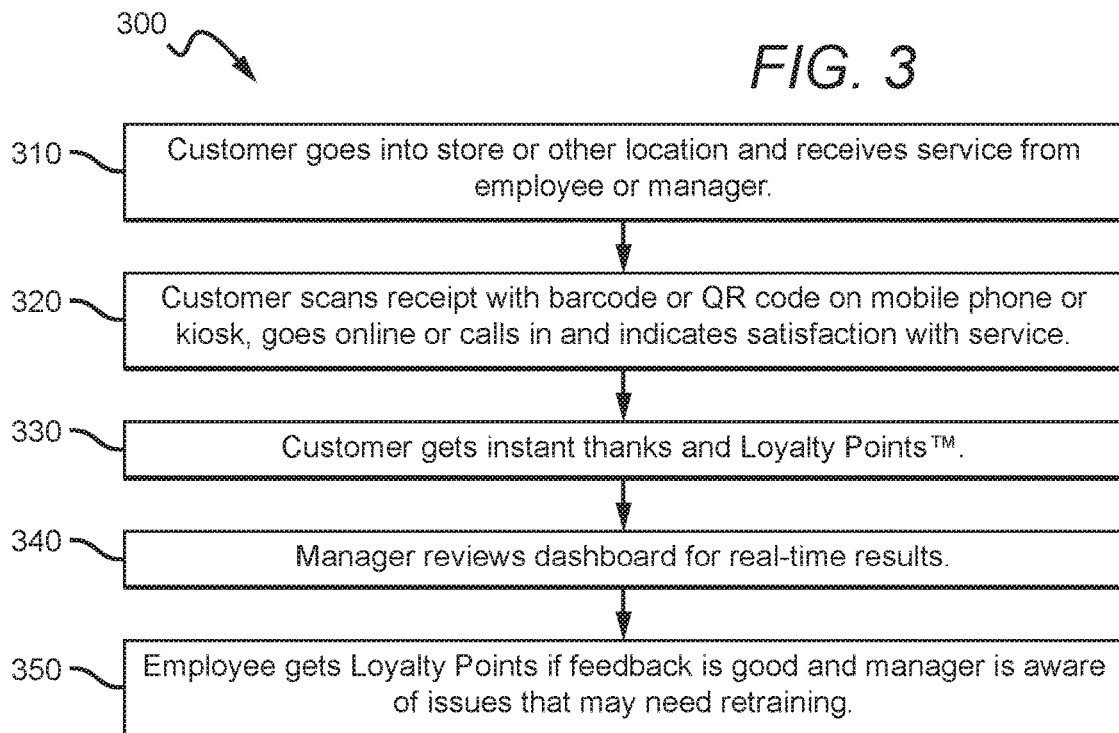 300
FIG. 3
310
Customer goes into store or other location and receives service from
employee or manager.
320
Customer scans receipt with barcode or QR code on mobile phone or
kiosk, goes online or calls in and indicates satisfaction with service.
330
Customer gets instant thanks and Loyalty Points™.
340
Manager reviews dashboard for real-time results.
350
Employee gets Loyalty Points if feedback is good and manager is aware
of issues that may need retraining.